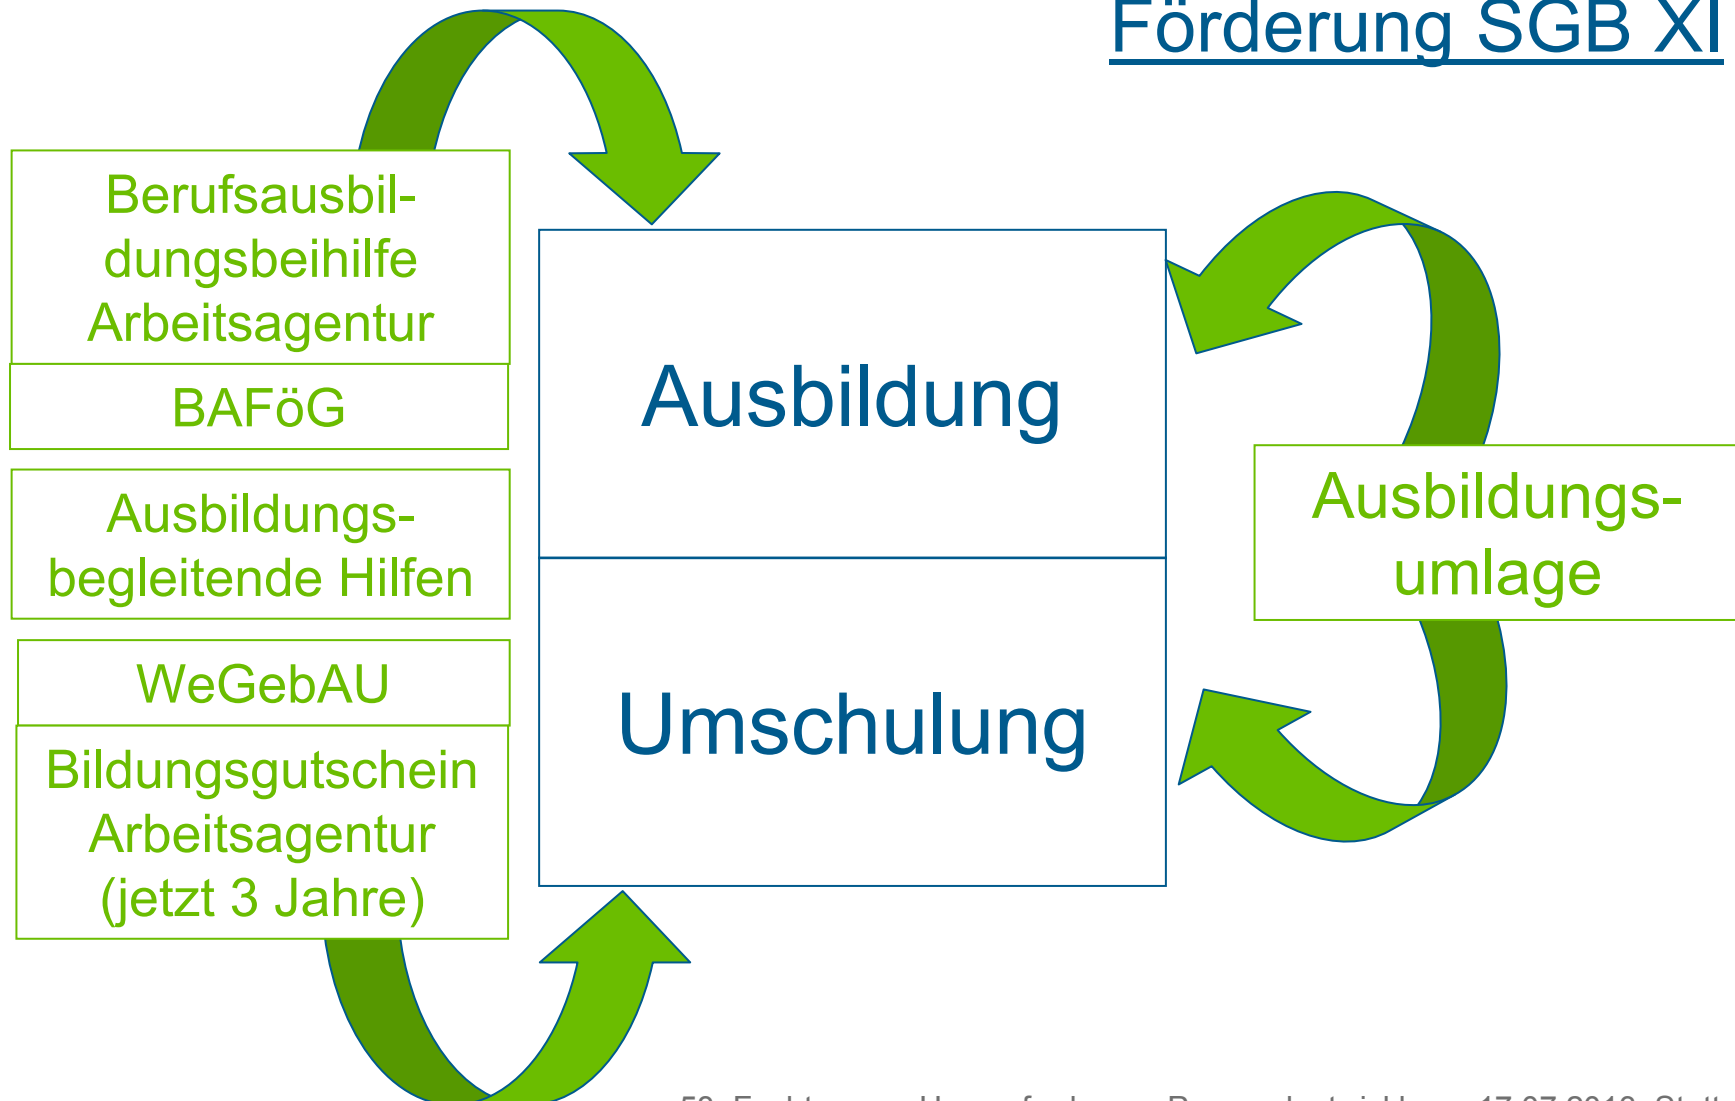 Förderung SGB XI
Berufsausbil-
dungsbeihilfe
Arbeitsagentur
BAFöG
Ausbildungs-
begleitende Hilfen
WeGebAU
Bildungsgutschein
Arbeitsagentur
(jetzt 3 Jahre)
Ausbildung
Umschulung
Ausbildungs-
umlage